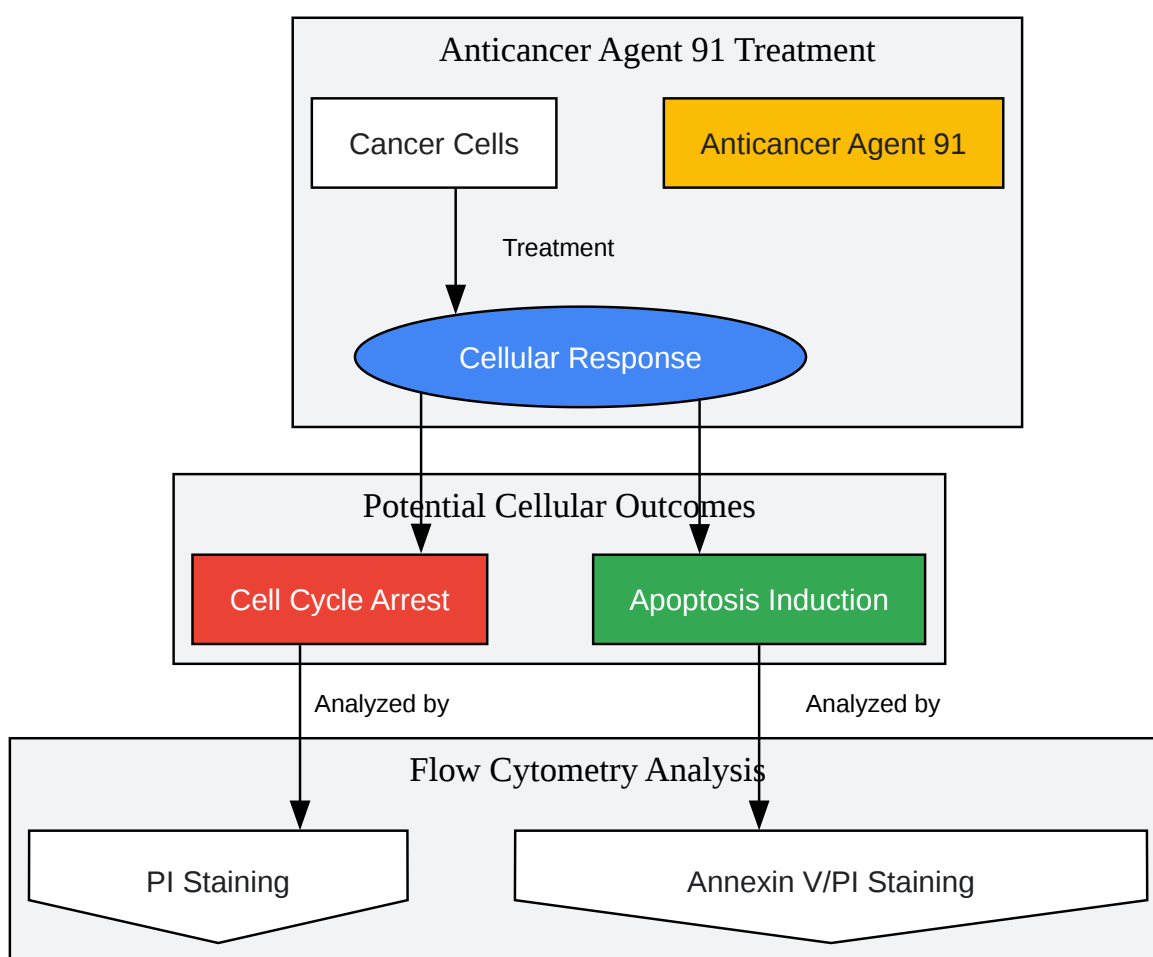 Anticancer Agent 91 Treatment
Cancer Cells
Anticancer Agent 91
Treatment
Cellular Response
Potential Cellular Outcomes
Cell Cycle Arrest
Apoptosis Induction
Analyzed by
Analyzed by
Flow Cytometry Analysis
PI Staining
Annexin V/PI Staining